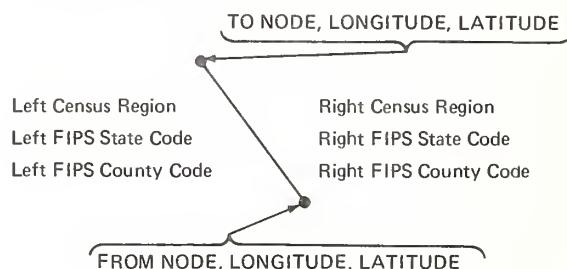 TO NODE, LONGITUDE, LATITUDE
Left Census Region
Left FIPS State Code
Left FIPS County Code
Right Census Region
Right FIPS State Code
Right FIPS County Code
FROM NODE, LONGITUDE, LATITUDE